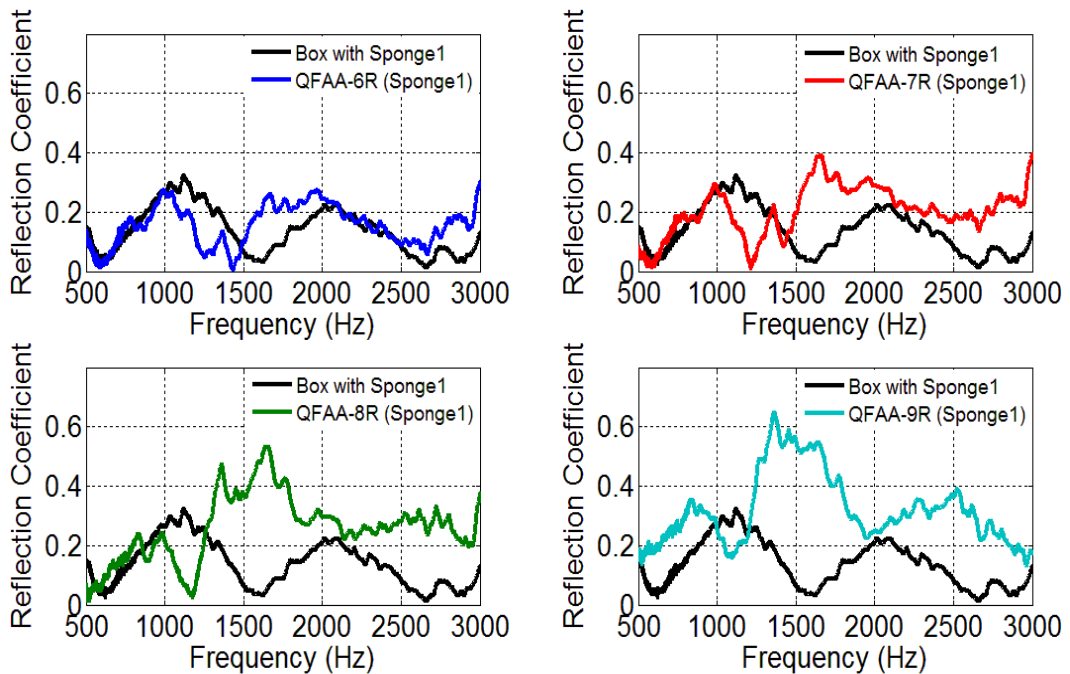 Reflection Coefficient
0.6
0.4
0.2
0
Box with Sponge1
QFAA-6R (Sponge1)
500 1000 1500 2000 2500 3000
Frequency (Hz)
Reflection Coefficient
0.6
0.4
0.2
0
Box with Sponge1
QFAA-7R (Sponge1)
500 1000 1500 2000 2500 3000
Frequency (Hz)
Reflection Coefficient
0.6
0.4
0.2
0
Box with Sponge1
QFAA-8R (Sponge1)
500 1000 1500 2000 2500 3000
Frequency (Hz)
Reflection Coefficient
0.6
0.4
0.2
0
Box with Sponge1
QFAA-9R (Sponge1)
500 1000 1500 2000 2500 3000
Frequency (Hz)